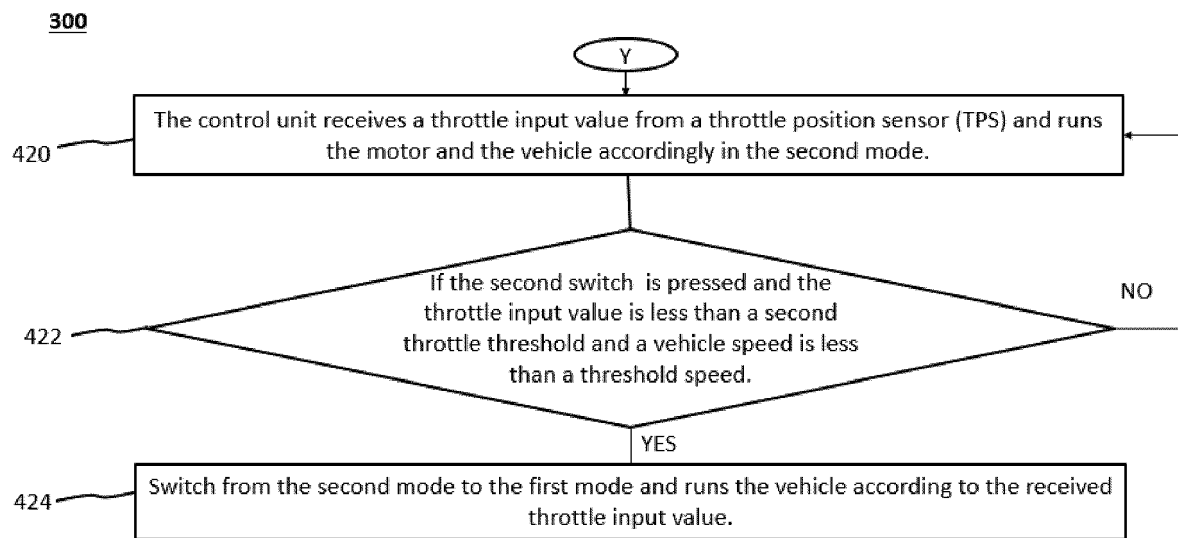 300
Y
The control unit receives a throttle input value from a throttle position sensor (TPS) and runs
the motor and the vehicle accordingly in the second mode.
420
If the second switch is pressed and the
throttle input value is less than a second
throttle threshold and a vehicle speed is less
than a threshold speed.
NO
422
YES
Switch from the second mode to the first mode and runs the vehicle according to the received
throttle input value.
424